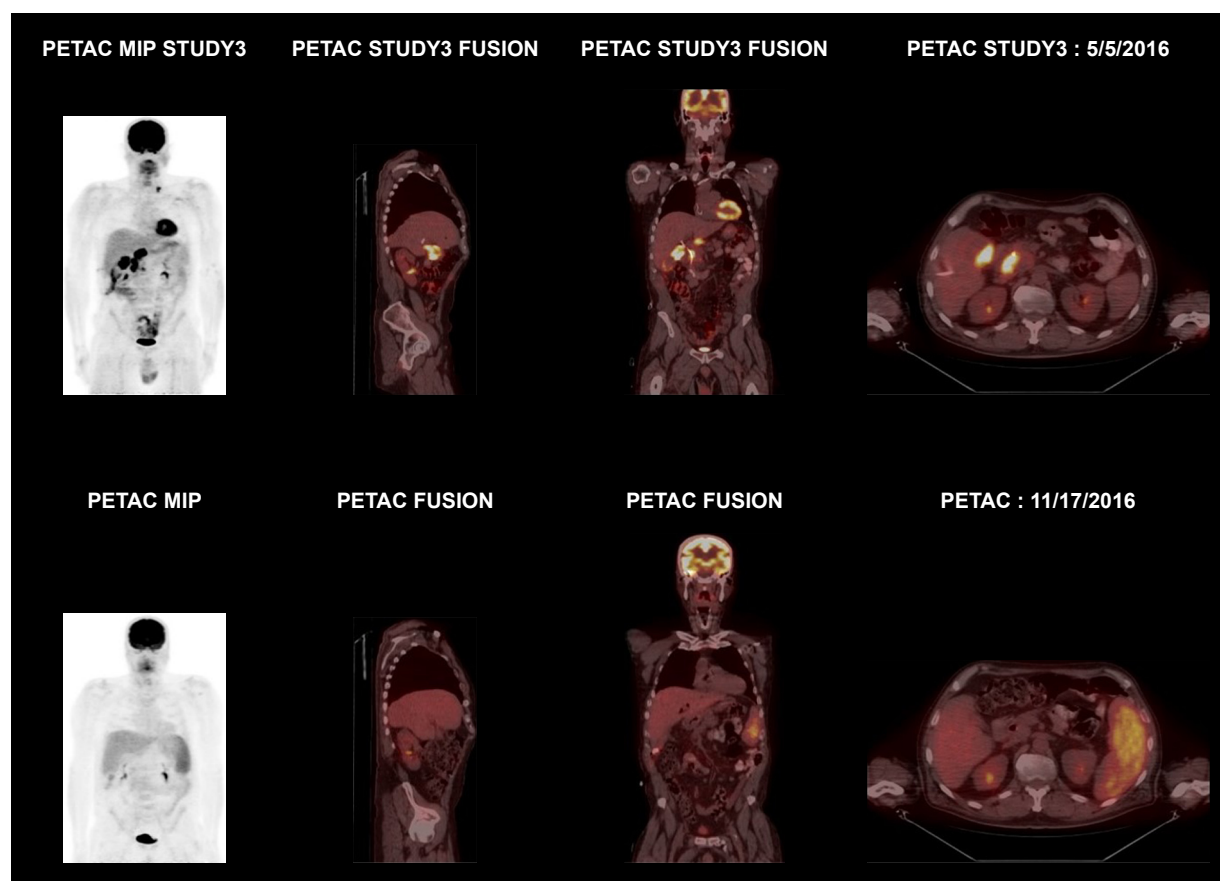 PETAC MIP STUDY3
PETAC STUDY3 FUSION
PETAC STUDY3 FUSION
PETAC STUDY3 : 5/5/2016
PETAC MIP
PETAC FUSION
PETAC FUSION
PETAC : 11/17/2016